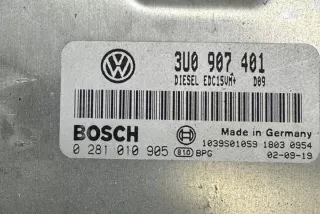 3U0 907 401
DIESEL EDC15VM+ D09
BOSCH
Made in Germany
1039S01059 1803 0954
0 281 010 905 810 BPG 02-09-19